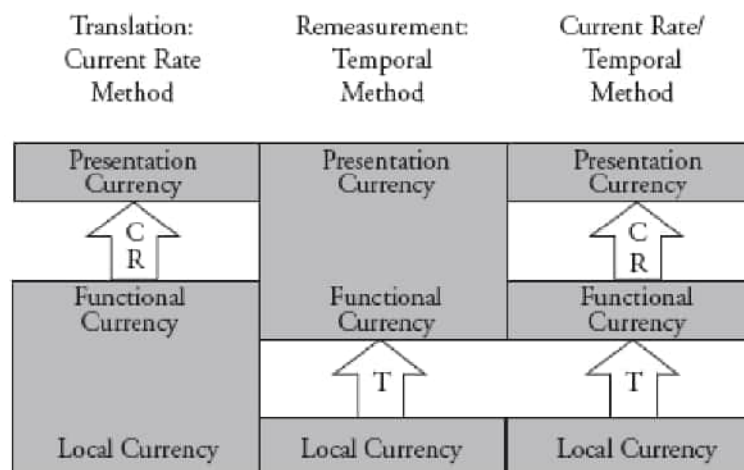 Translation:
Current Rate
Method
Remeasurement:
Temporal
Method
Current Rate/
Temporal
Method
Presentation
Currency
Presentation
Currency
Presentation
Currency
C
R
C
R
Functional
Currency
Functional
Currency
Functional
Currency
T
T
Local Currency
Local Currency
Local Currency